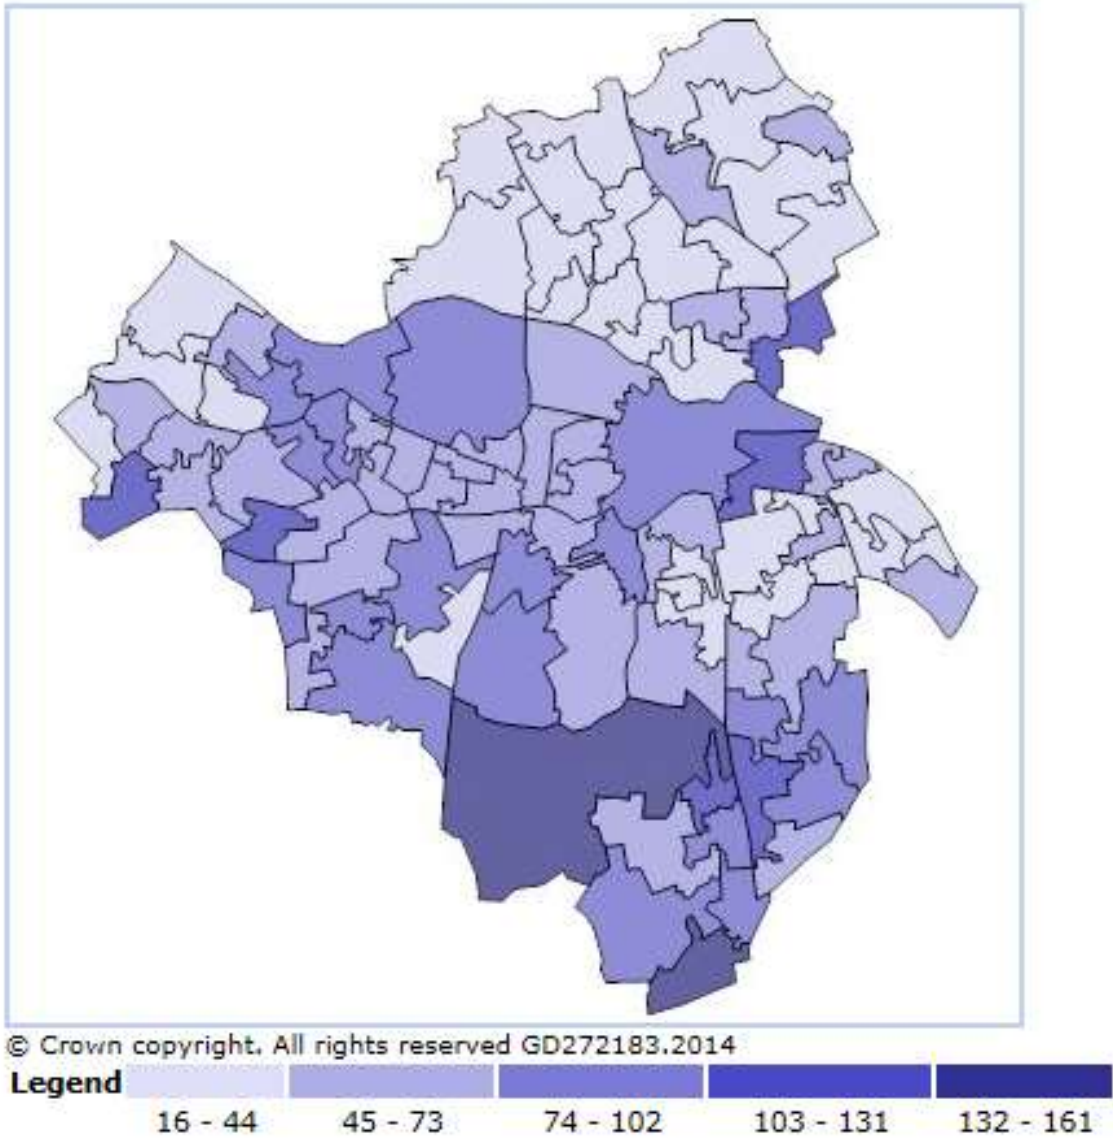 © Crown copyright. All rights reserved GD272183.2014
Legend
16 - 44 45 - 73 74 - 102 103 - 131 132 - 161